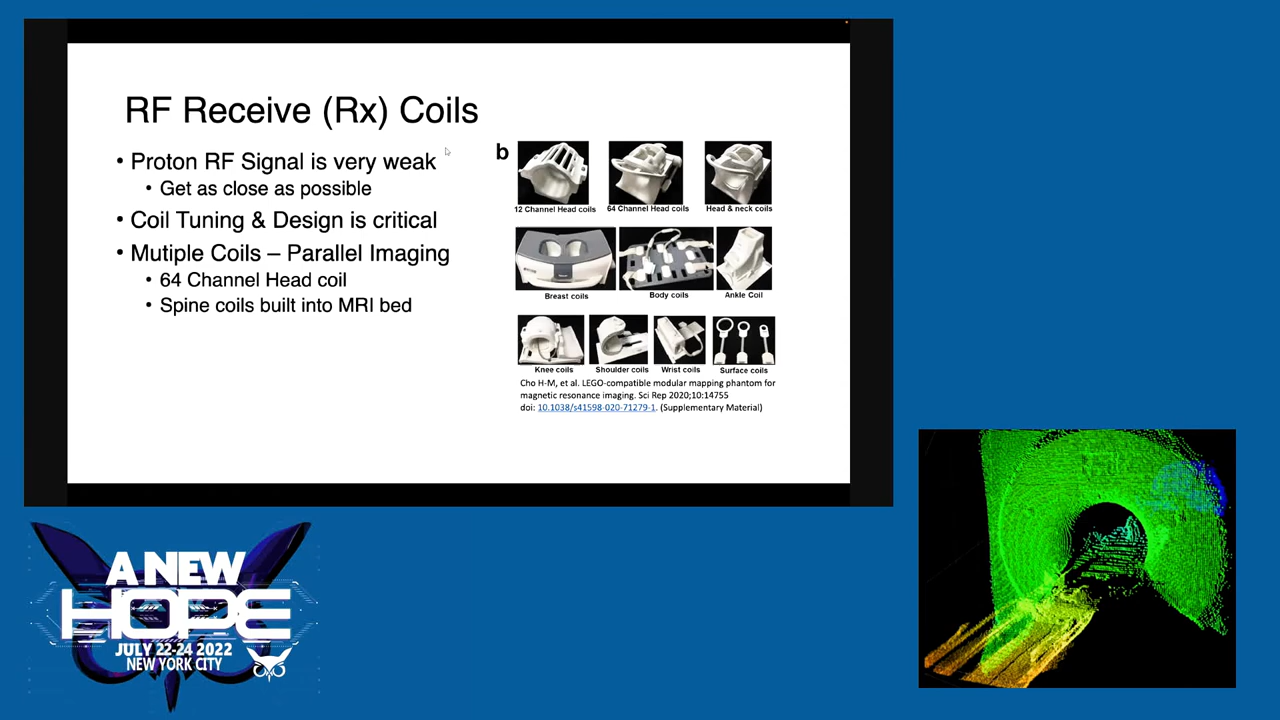 RF Receive (Rx) Coils
• Proton RF Signal is very weak
• Get as close as possible
• Coil Tuning & Design is critical
• Mutiple Coils – Parallel Imaging
• 64 Channel Head coil
• Spine coils built into MRI bed
b
12 Channel Head coils
64 Channel Head coils
Head & neck coils
Breast coils
Body coils
Ankle Coil
Knee coils
Shoulder coils
Wrist coils
Surface coils
Cho H-M, et al. LEGO-compatible modular mapping phantom for
magnetic resonance imaging. Sci Rep 2020;10:14755
doi: 10.1038/s41598-020-71279-1. (Supplementary Material)
A NEW
HOPE
JULY 22-24 2022
NEW YORK CITY